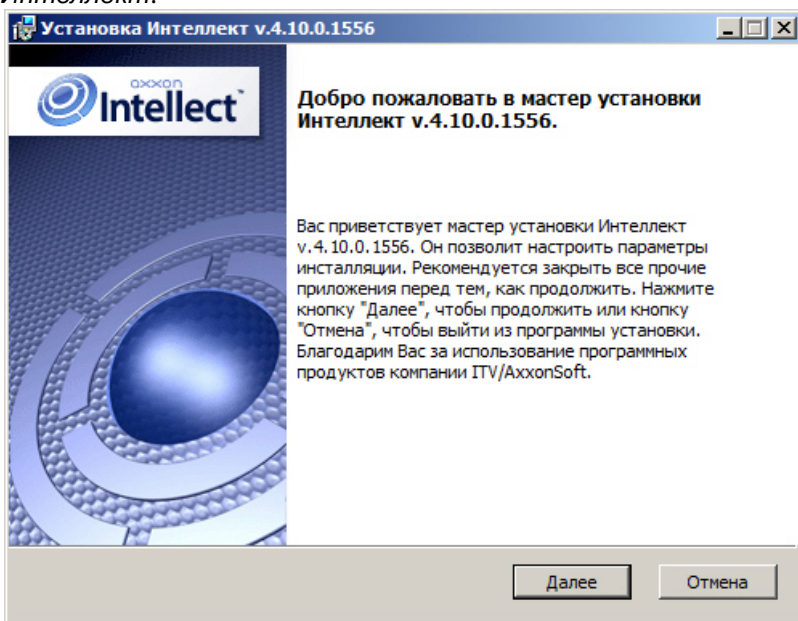 Интеллект.
Установка Интеллект v.4.10.0.1556
axxon
Intellect
Добро пожаловать в мастер установки
Интеллект v.4.10.0.1556.
Вас приветствует мастер установки Интеллект
v.4.10.0.1556. Он позволит настроить параметры
инсталляции. Рекомендуется закрыть все прочие
приложения перед тем, как продолжить. Нажмите
кнопку "Далее", чтобы продолжить или кнопку
"Отмена", чтобы выйти из программы установки.
Благодарим Вас за использование программных
продуктов компании ITV/AxxonSoft.
Далее
Отмена